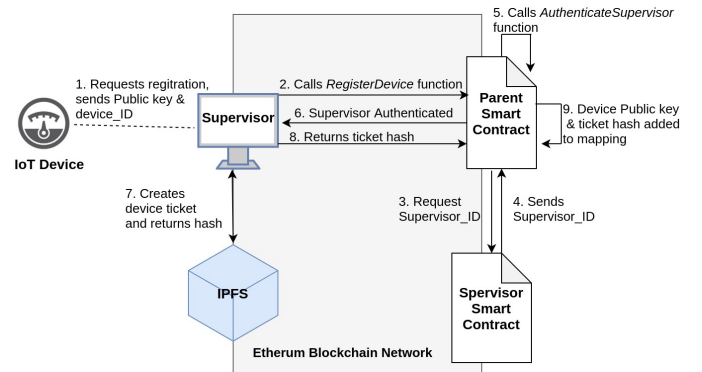 5. Calls AuthenticateSupervisor
function
1. Requests regitration,
sends Public key &
device_ID
2. Calls RegisterDevice function
Supervisor
Parent
Smart
Contract
6. Supervisor Authenticated
9. Device Public key
& ticket hash added
to mapping
8. Returns ticket hash
IoT Device
7. Creates
device ticket
and returns hash
3. Request
Supervisor_ID
4. Sends
Supervisor_ID
IPFS
Spervisor
Smart
Contract
Etherum Blockchain Network